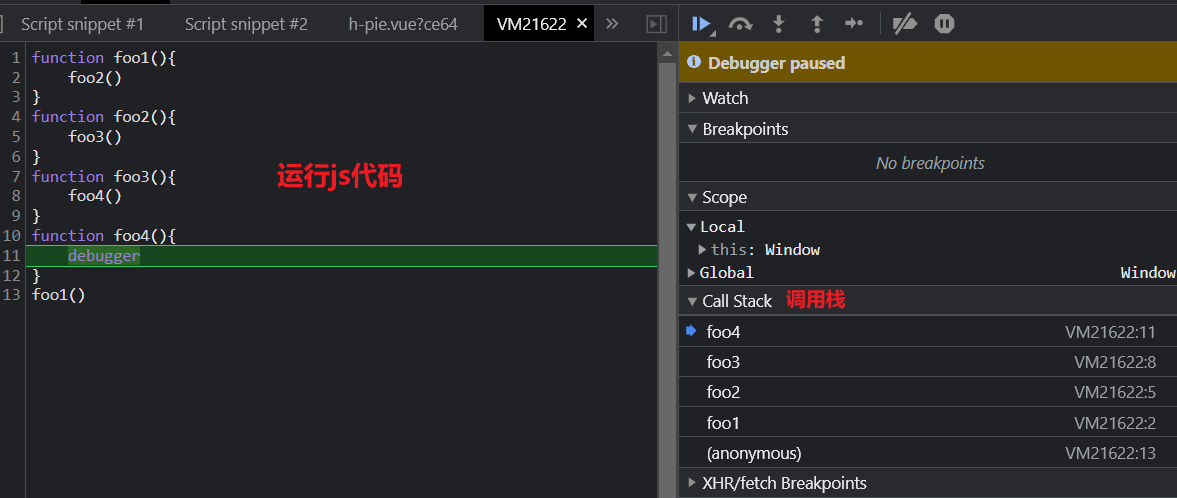 Script snippet #1 Script snippet #2 h-pie.vue?ce64 VM21622 ✕ »
1 function foo1(){
2 foo2()
3 }
4 function foo2(){
5 foo3()
6 }
7 function foo3(){
8 foo4()
9 }
10 function foo4(){
11 debugger
12 }
13 foo1()
运行js代码
Debugger paused
Watch
Breakpoints
No breakpoints
Scope
Local
this: Window
Global Window
Call Stack 调用栈
foo4 VM21622:11
foo3 VM21622:8
foo2 VM21622:5
foo1 VM21622:2
(anonymous) VM21622:13
XHR/fetch Breakpoints